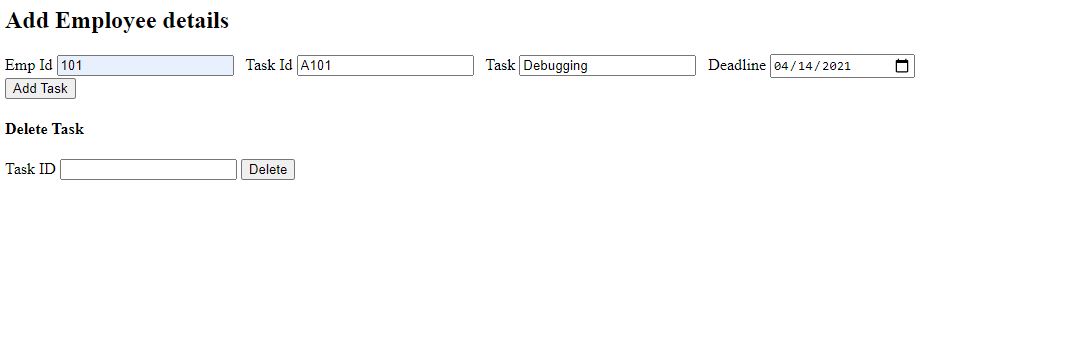 Add Employee details
Emp Id 101 Task Id A101 Task Debugging Deadline 04/14/2021
Add Task
Delete Task
Task ID Delete